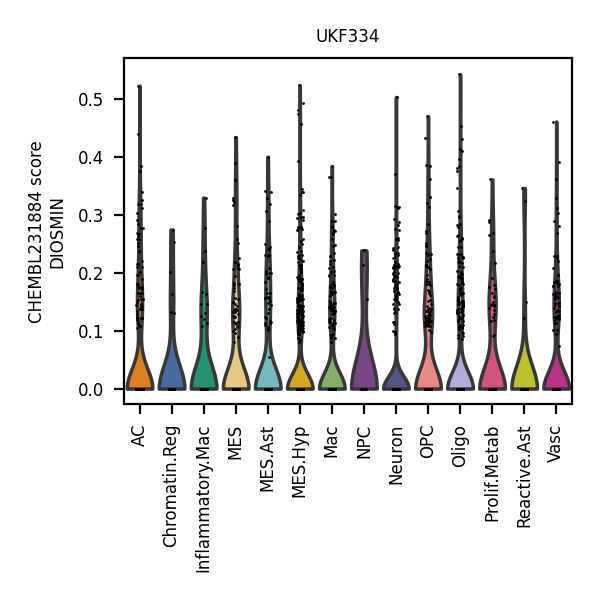 UKF334
CHEMBL231884 score
DIOSMIN
0.5
0.4
0.3
0.2
0.1
0.0
AC
Chromatin.Reg
Inflammatory.Mac
MES
MES.Ast
MES.Hyp
Mac
NPC
Neuron
OPC
Oligo
Prolif.Metab
Reactive.Ast
Vasc